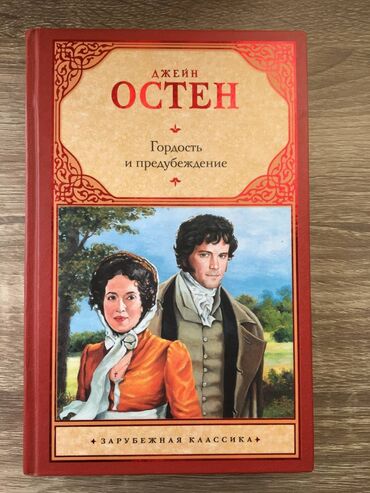 ДЖЕЙН
ОСТЕН
Гордость
и предубеждение
ЗАРУБЕЖНАЯ КЛАССИКА